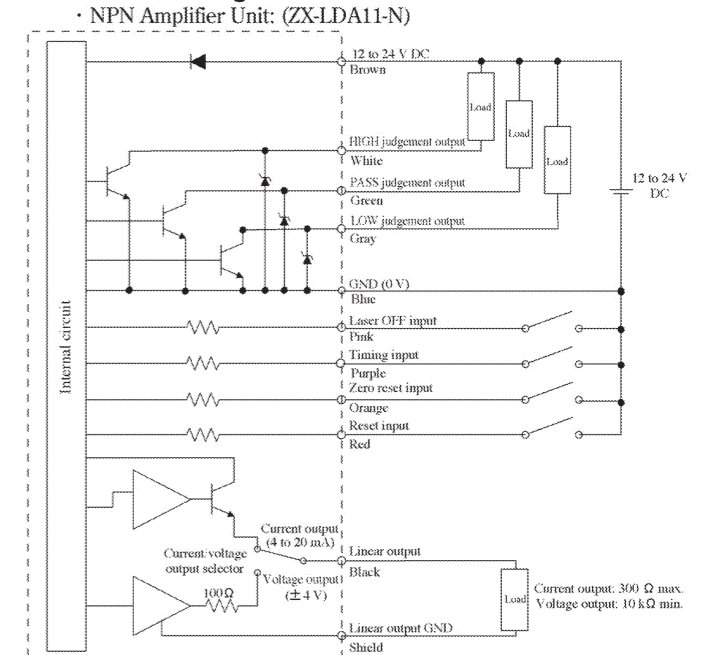 · NPN Amplifier Unit: (ZX-LDA11-N)
12 to 24 V DC
Brown
Load
Load
Load
HIGH judgement output
White
PASS judgement output
Green
LOW judgement output
Gray
12 to 24 V
DC
GND (0 V)
Blue
Internal circuit
Laser OFF input
Pink
Timing input
Purple
Zero reset input
Orange
Reset input
Red
Current output
(4 to 20 mA)
Current/voltage
output selector
Linear output
Black
Voltage output
(±4 V)
100Ω
Load
Current output: 300 Ω max.
Voltage output: 10 kΩ min.
Linear output GND
Shield